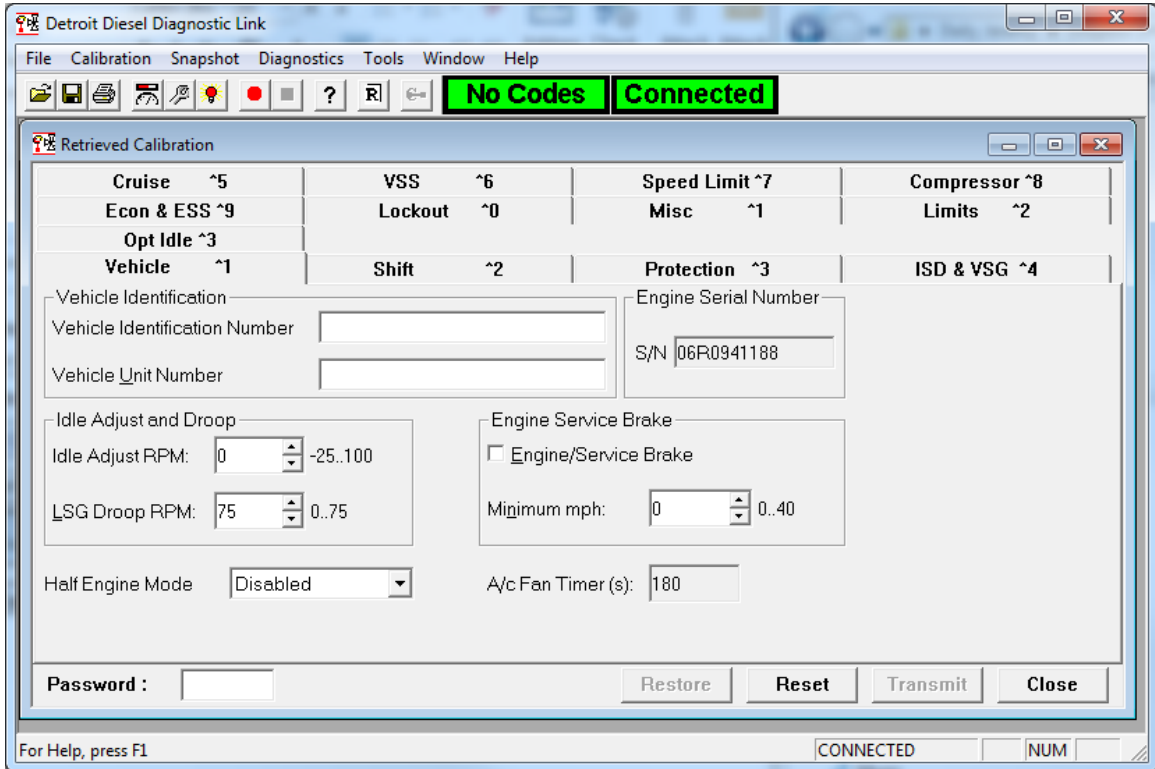 Detroit Diesel Diagnostic Link
File Calibration Snapshot Diagnostics Tools Window Help
? R No Codes Connected
Retrieved Calibration
Cruise ^5 VSS ^6 Speed Limit ^7 Compressor ^8
Econ & ESS ^9 Lockout ^0 Misc ^1 Limits ^2
Opt Idle ^3
Vehicle ^1 Shift ^2 Protection ^3 ISD & VSG ^4
Vehicle Identification Engine Serial Number
Vehicle Identification Number
S/N 06R0941188
Vehicle Unit Number
Idle Adjust and Droop Engine Service Brake
Idle Adjust RPM: 0 -25..100 Engine/Service Brake
LSG Droop RPM: 75 0..75 Minimum mph: 0 0..40
Half Engine Mode Disabled A/c Fan Timer (s): 180
Password : Restore Reset Transmit Close
For Help, press F1 CONNECTED NUM